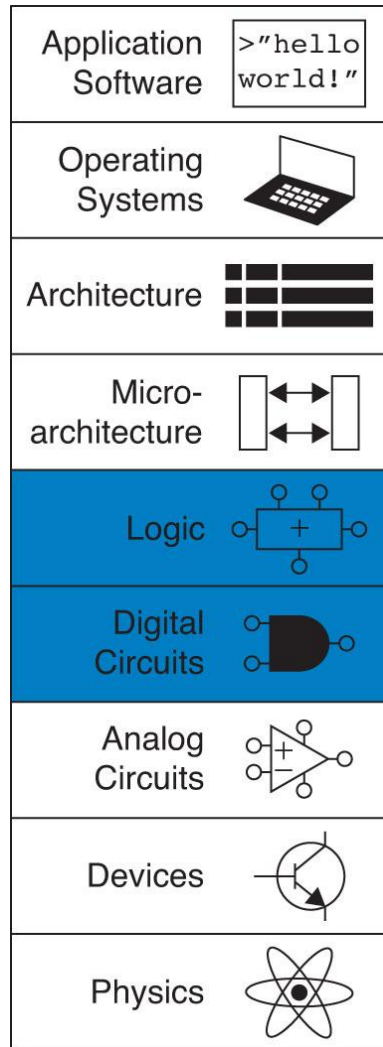 Application
Software
>"hello
world!"
Operating
Systems
Architecture
Micro-
architecture
Logic
+
Digital
Circuits
Analog
Circuits
+
−
Devices
Physics